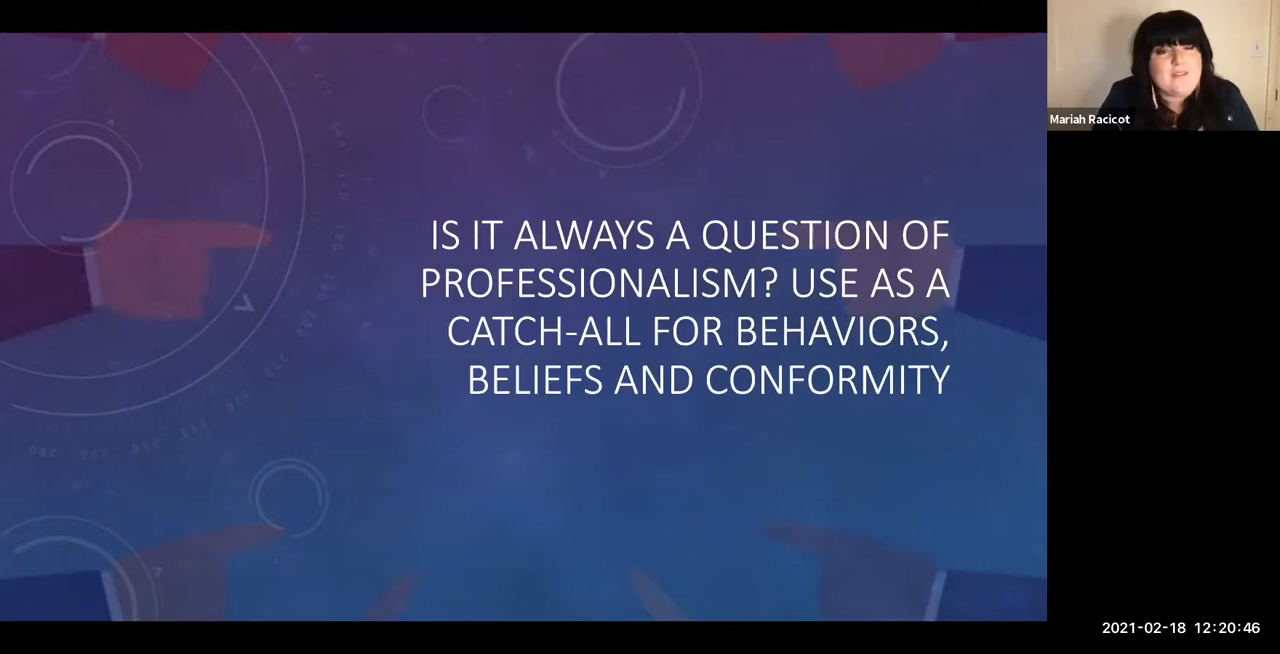 IS IT ALWAYS A QUESTION OF
PROFESSIONALISM? USE AS A
CATCH-ALL FOR BEHAVIORS,
BELIEFS AND CONFORMITY
Mariah Racicot
2021-02-18 12:20:46